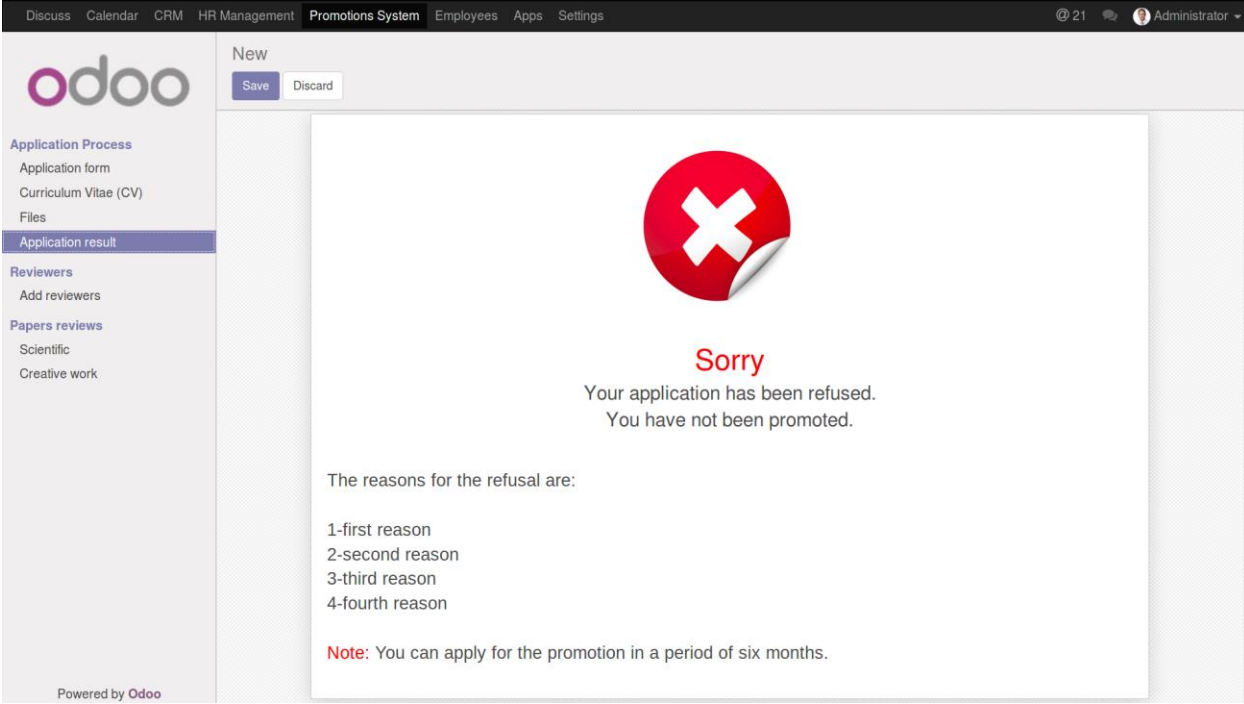 Discuss Calendar CRM HR Management Promotions System Employees Apps Settings @ 21 Administrator
odoo
New
Save Discard
Application Process
Application form
Curriculum Vitae (CV)
Files
Application result
Reviewers
Add reviewers
Papers reviews
Scientific
Creative work
Powered by Odoo
Sorry
Your application has been refused.
You have not been promoted.
The reasons for the refusal are:
1-first reason
2-second reason
3-third reason
4-fourth reason
Note: You can apply for the promotion in a period of six months.